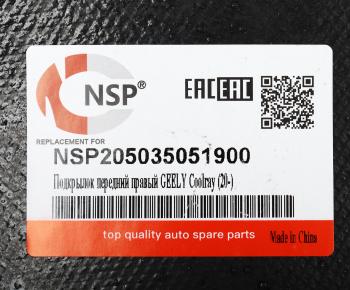 NSP®
EAC EAC
REPLACEMENT FOR
NSP205035051900
Подкрылок передний правый GEELY Coolray (20-)
top quality auto spare parts
Made in China